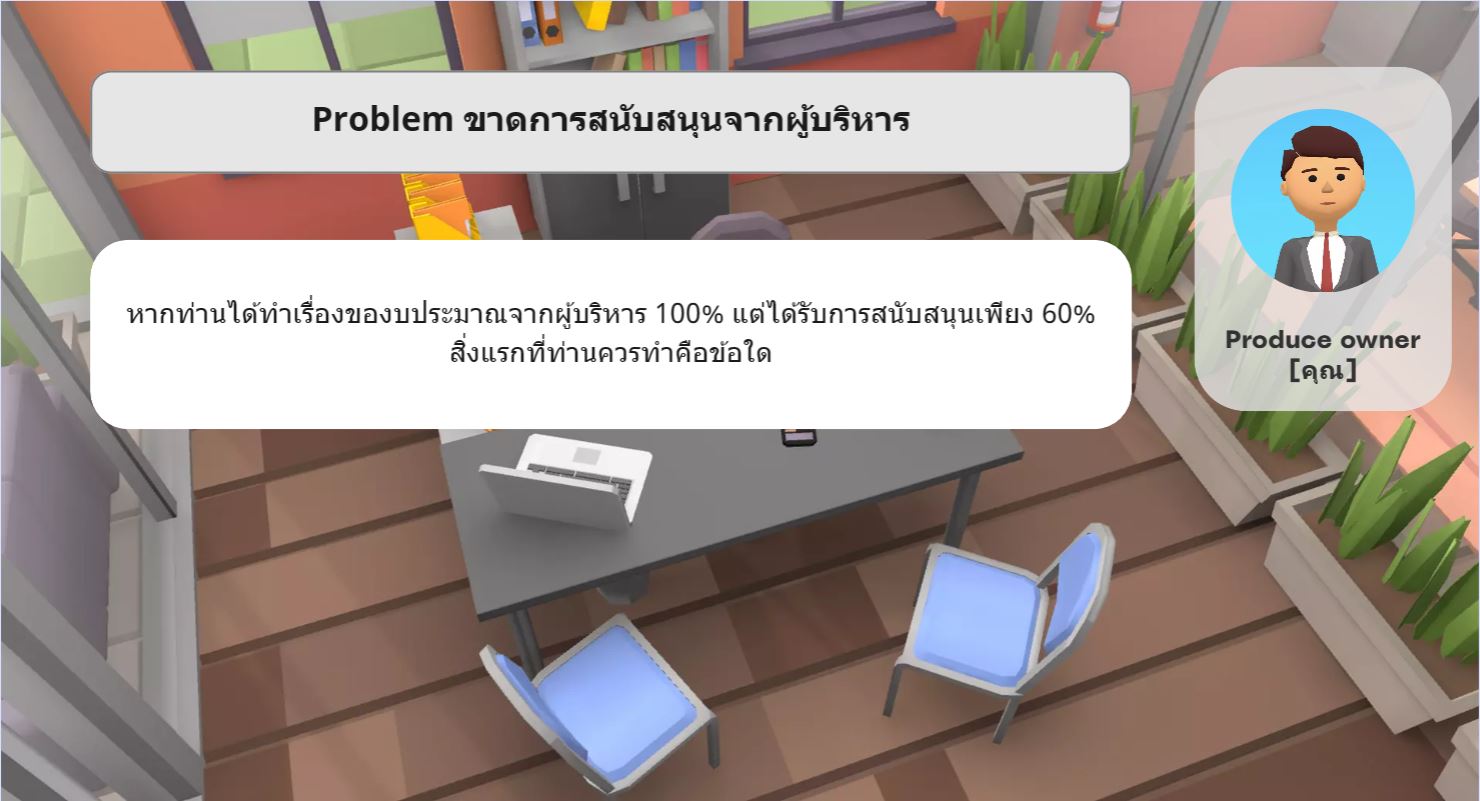 Problem ขาดการสนับสนุนจากผู้บริหาร
หากท่านได้ทำเรื่องของบประมาณจากผู้บริหาร 100% แต่ได้รับการสนับสนุนเพียง 60%
สิ่งแรกที่ท่านควรทำคือข้อใด
Produce owner
[คุณ]